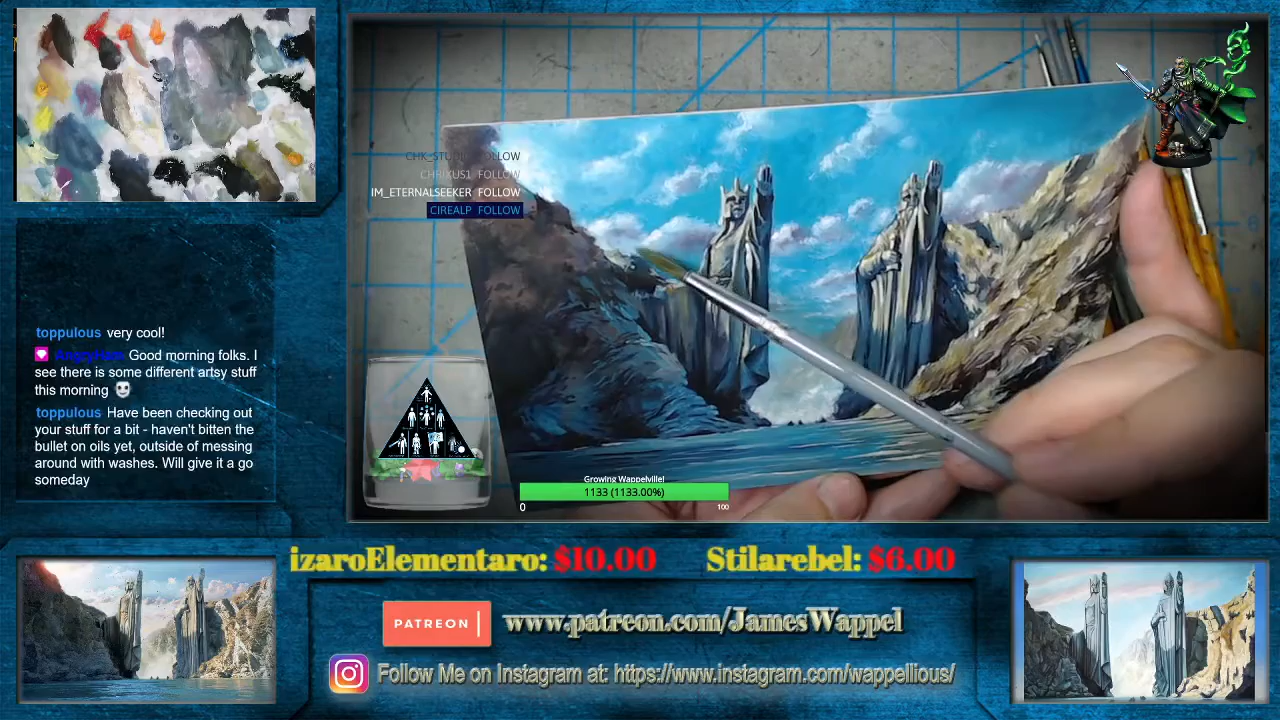 CHK_STUDIO FOLLOW
CHRIXUS1 FOLLOW
IM_ETERNALSEEKER FOLLOW
CIREALP FOLLOW
toppulous very cool!
Good morning folks. I
see there is some different artsy stuff
this morning
toppulous Have been checking out
your stuff for a bit - haven't bitten the
bullet on oils yet, outside of messing
around with washes. Will give it a go
someday
Growing Wappelville!
1133 (1133.00%)
0
100
izaroElementaro: $10.00 Stilarebel: $6.00
PATREON
www.patreon.com/JamesWappel
Follow Me on Instagram at: https://www.instagram.com/wappellious/